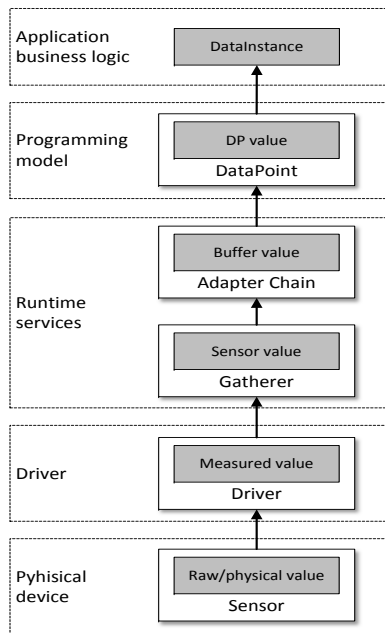 Application
business logic
DataInstance
Programming
model
DP value
DataPoint
Runtime
services
Buffer value
Adapter Chain
Sensor value
Gatherer
Driver
Measured value
Driver
Pyhisical
device
Raw/physical value
Sensor